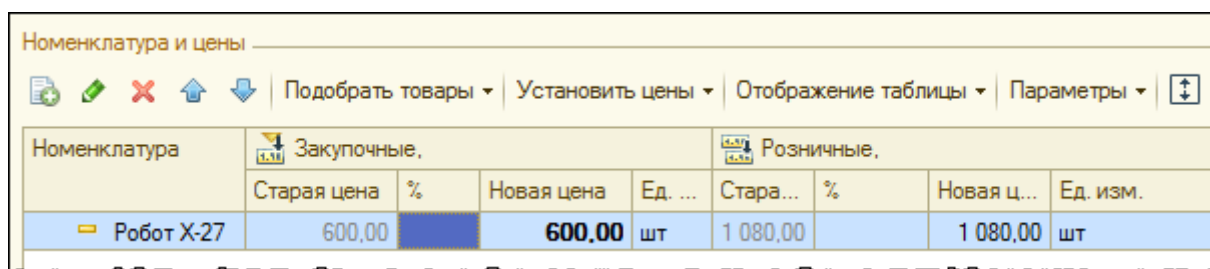 Номенклатура и цены
Подобрать товары Установить цены Отображение таблицы Параметры
Номенклатура Закупочные, Розничные,
Старая цена % Новая цена Ед. ... Стара... % Новая ц... Ед. изм.
Робот X-27 600,00 600,00 шт 1 080,00 1 080,00 шт